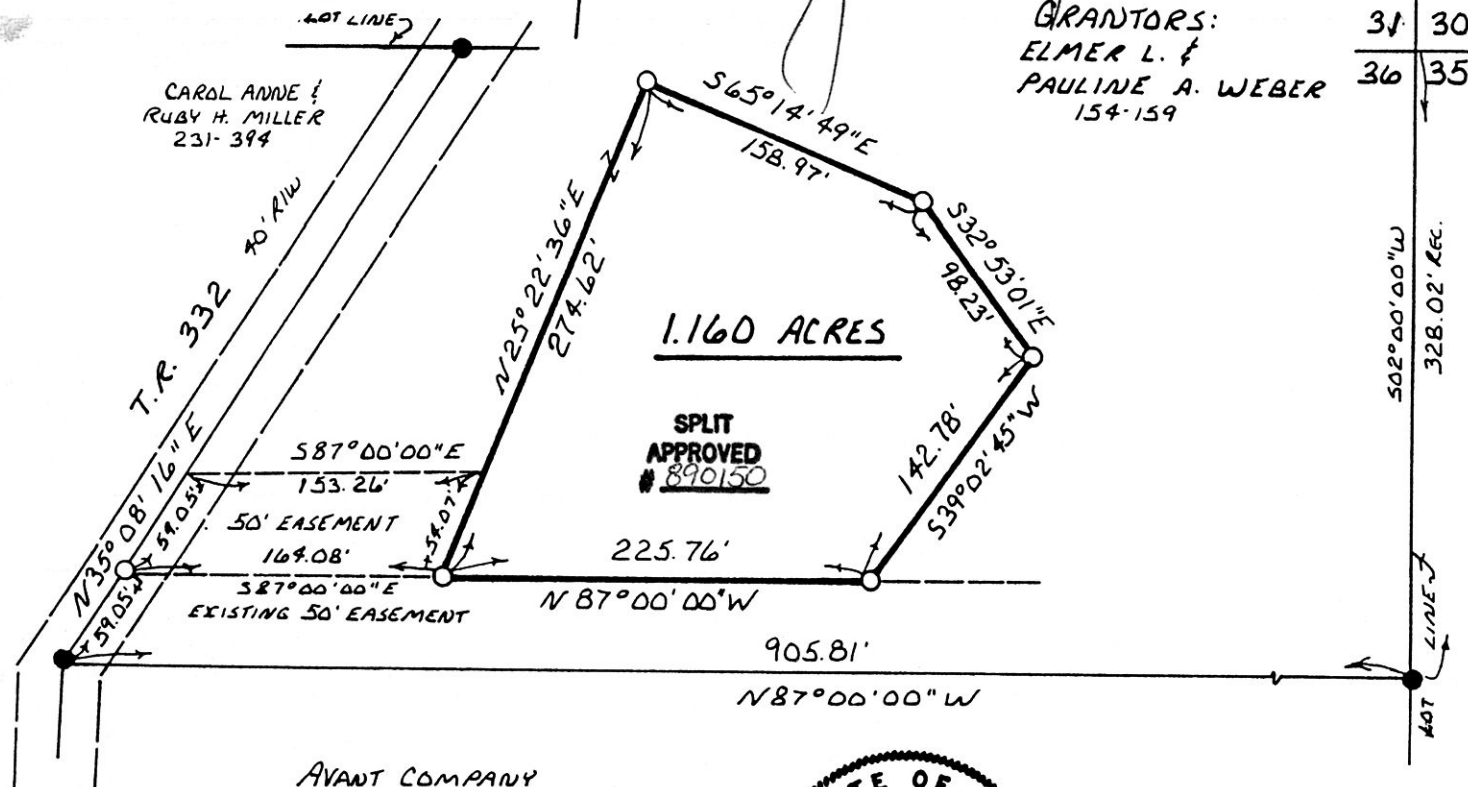 LOT LINE
CAROL ANNE &
RUBY H. MILLER
231-394
GRANTORS:
ELMER L. &
PAULINE A. WEBER
154-159
31 30
36 35
S65°14'49"E
158.97'
S32°53'01"E
98.23'
40' R/W
T.R. 332
N25°22'36"E
274.62'
1.160 ACRES
S02°00'00"W
328.02' REC.
SPLIT
APPROVED
# 890150
142.78'
S39°02'45"W
N35°08'16"E
S87°00'00"E
153.26'
59.05'
50' EASEMENT
54.07'
164.08'
S87°00'00"E
EXISTING 50' EASEMENT
59.05'
225.76'
N87°00'00"W
905.81'
N87°00'00"W
LOT LINE
AVANT COMPANY
TE OF